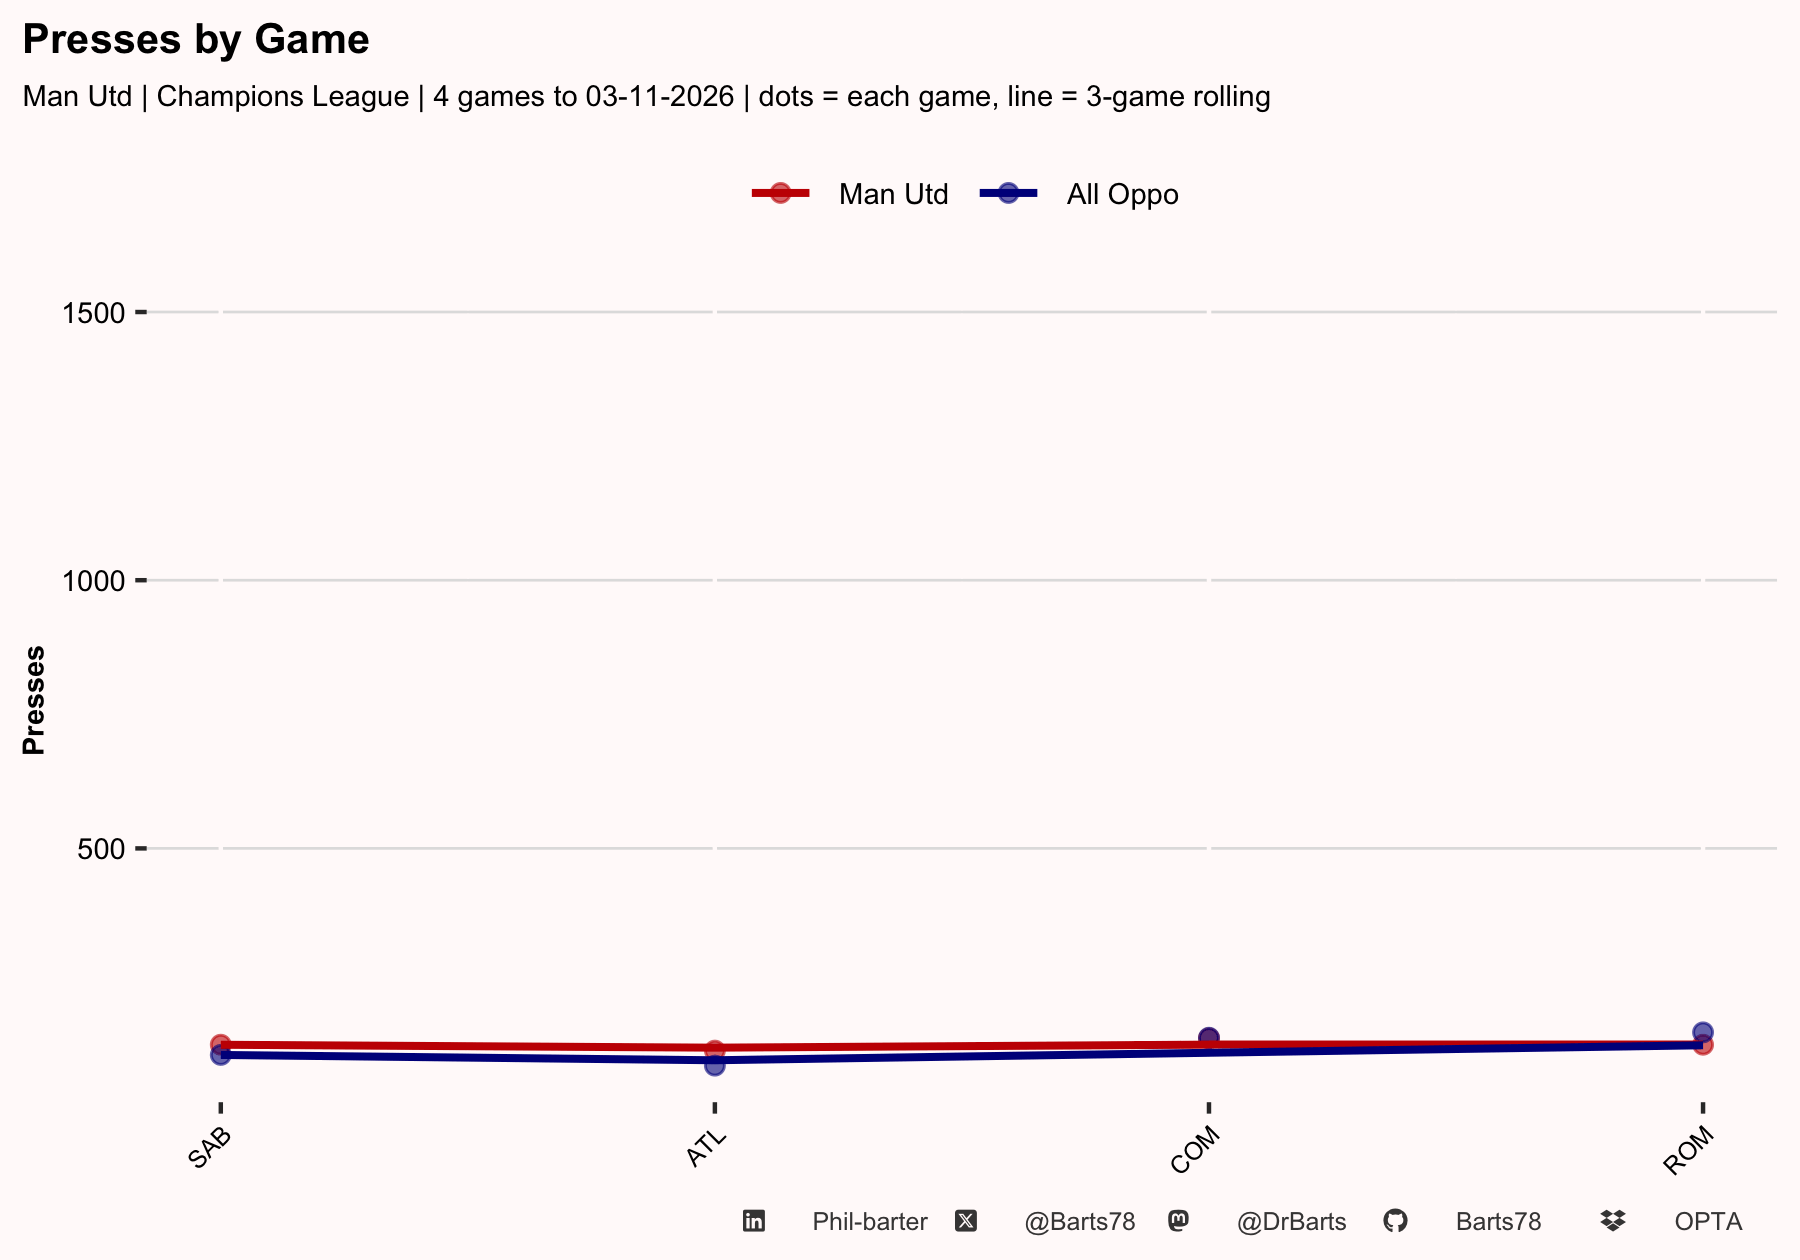 Presses by Game
Man Utd | Champions League | 4 games to 03-11-2026 | dots = each game, line = 3-game rolling
Man Utd
All Oppo
1500
1000
500
Presses
SAB
ATL
COM
ROM
Phil-barter @Barts78 @DrBarts Barts78 OPTA